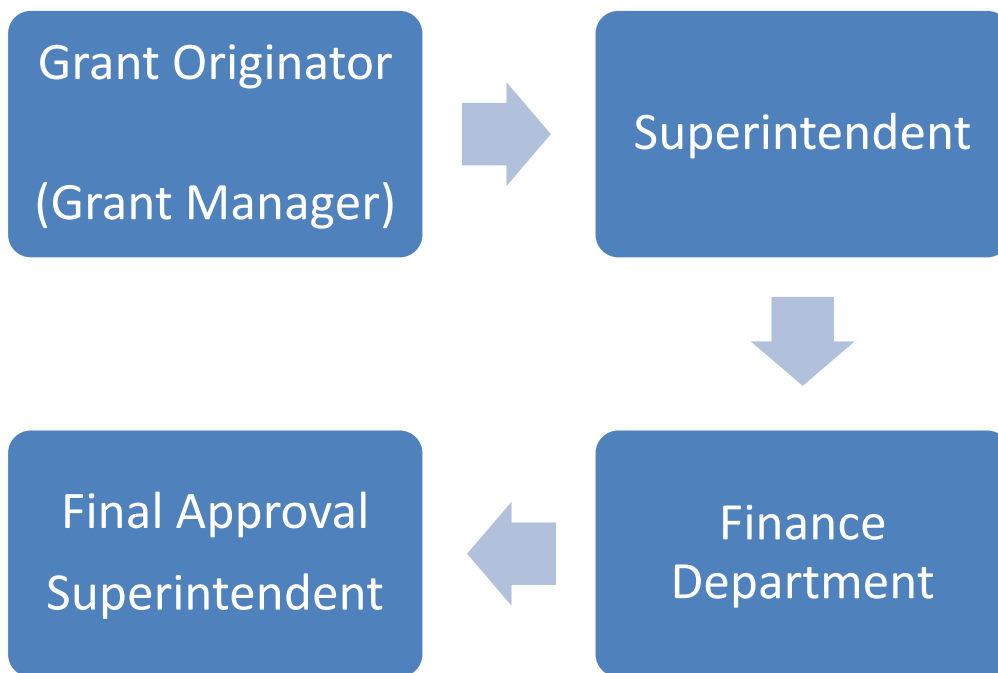 Grant Originator
(Grant Manager)
Superintendent
Finance
Department
Final Approval
Superintendent